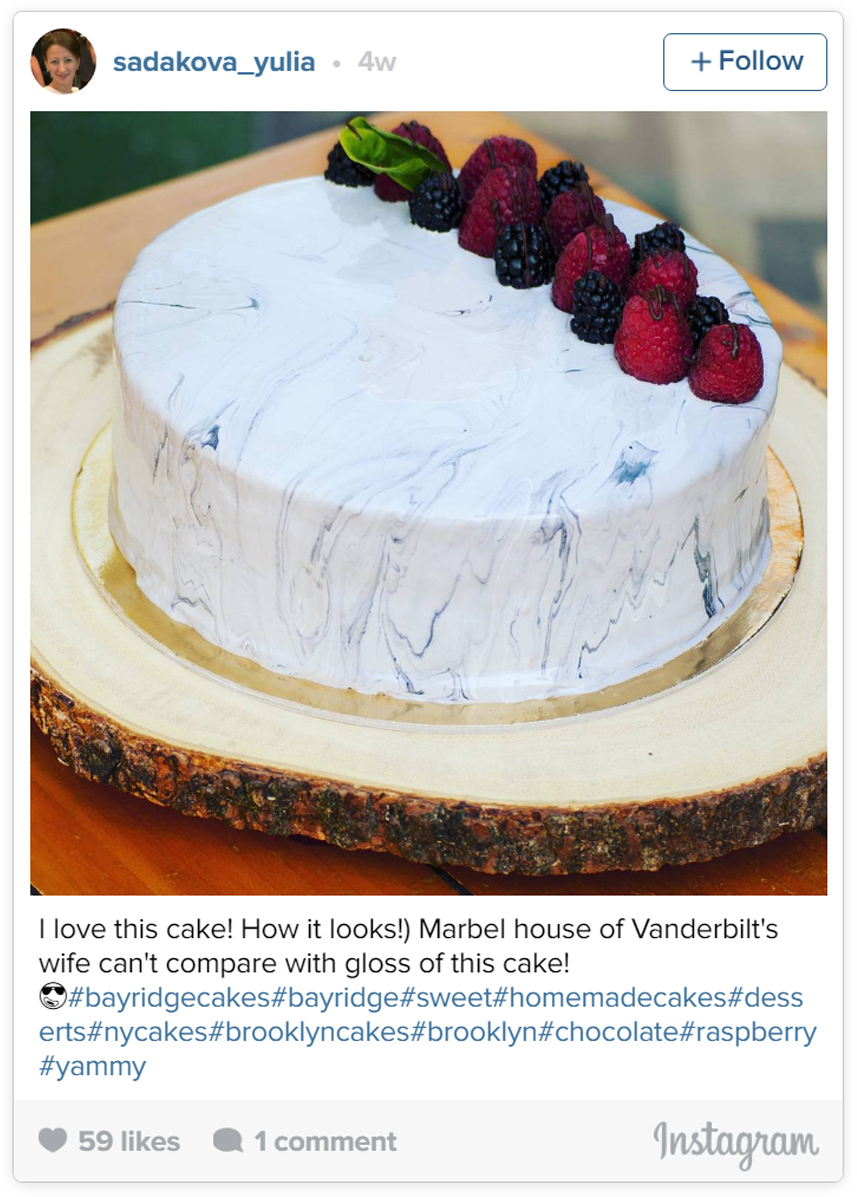 sadakova_yulia • 4w
+ Follow
I love this cake! How it looks!) Marbel house of Vanderbilt's
wife can't compare with gloss of this cake!
😎#bayridgecakes#bayridge#sweet#homemadecakes#dess
erts#nycakes#brooklyncakes#brooklyn#chocolate#raspberry
#yammy
59 likes 1 comment Instagram